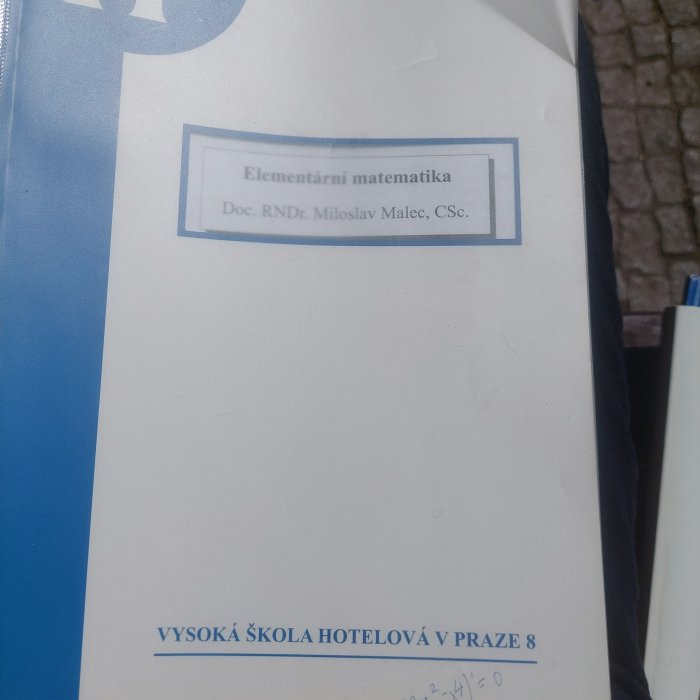 Elementární matematika
Doc. RNDr. Miloslav Malec, CSc.
VYSOKÁ ŠKOLA HOTELOVÁ V PRAZE 8